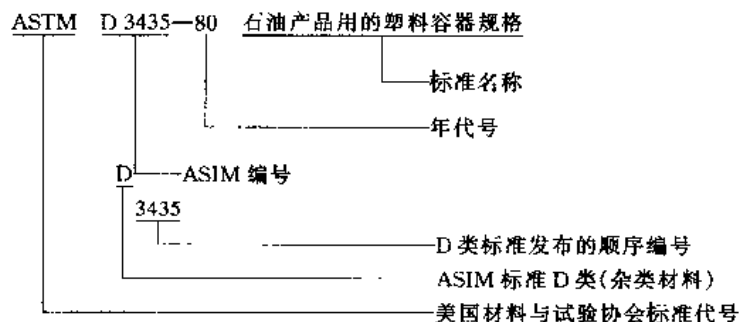 ASTM D 3435—80 石油产品用的塑料容器规格
标准名称
年代号
D ASIM 编号
3435
D 类标准发布的顺序编号
ASIM 标准 D 类(杂类材料)
美国材料与试验协会标准代号